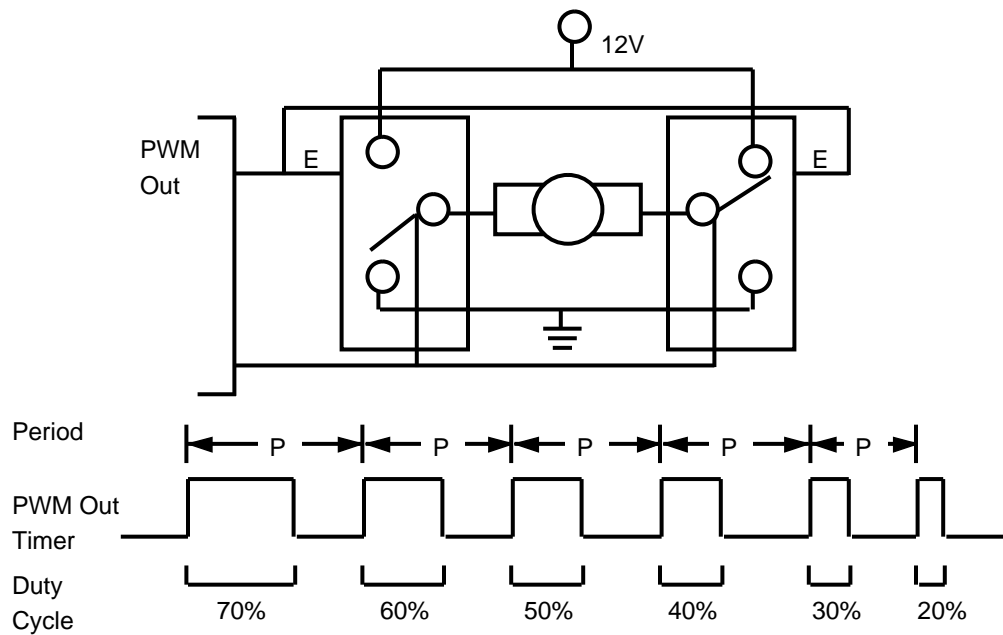 12V
PWM
Out
E
E
Period
P P P P P
PWM Out
Timer
Duty
Cycle
70% 60% 50% 40% 30% 20%